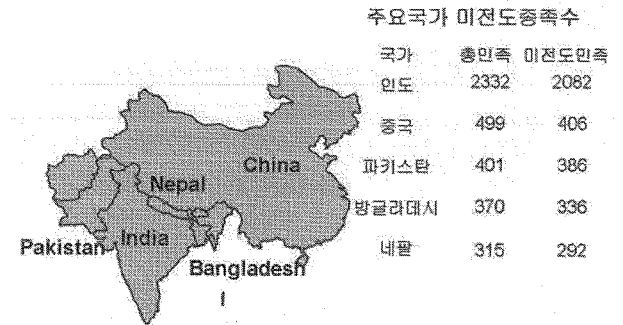 주요국가 미전도종족수
국가 총민족 미전도민족
인도 2332 2082
중국 499 406
파키스탄 401 386
방글라데시 370 336
네팔 315 292
China
Nepal
Pakistan India
Bangladesh